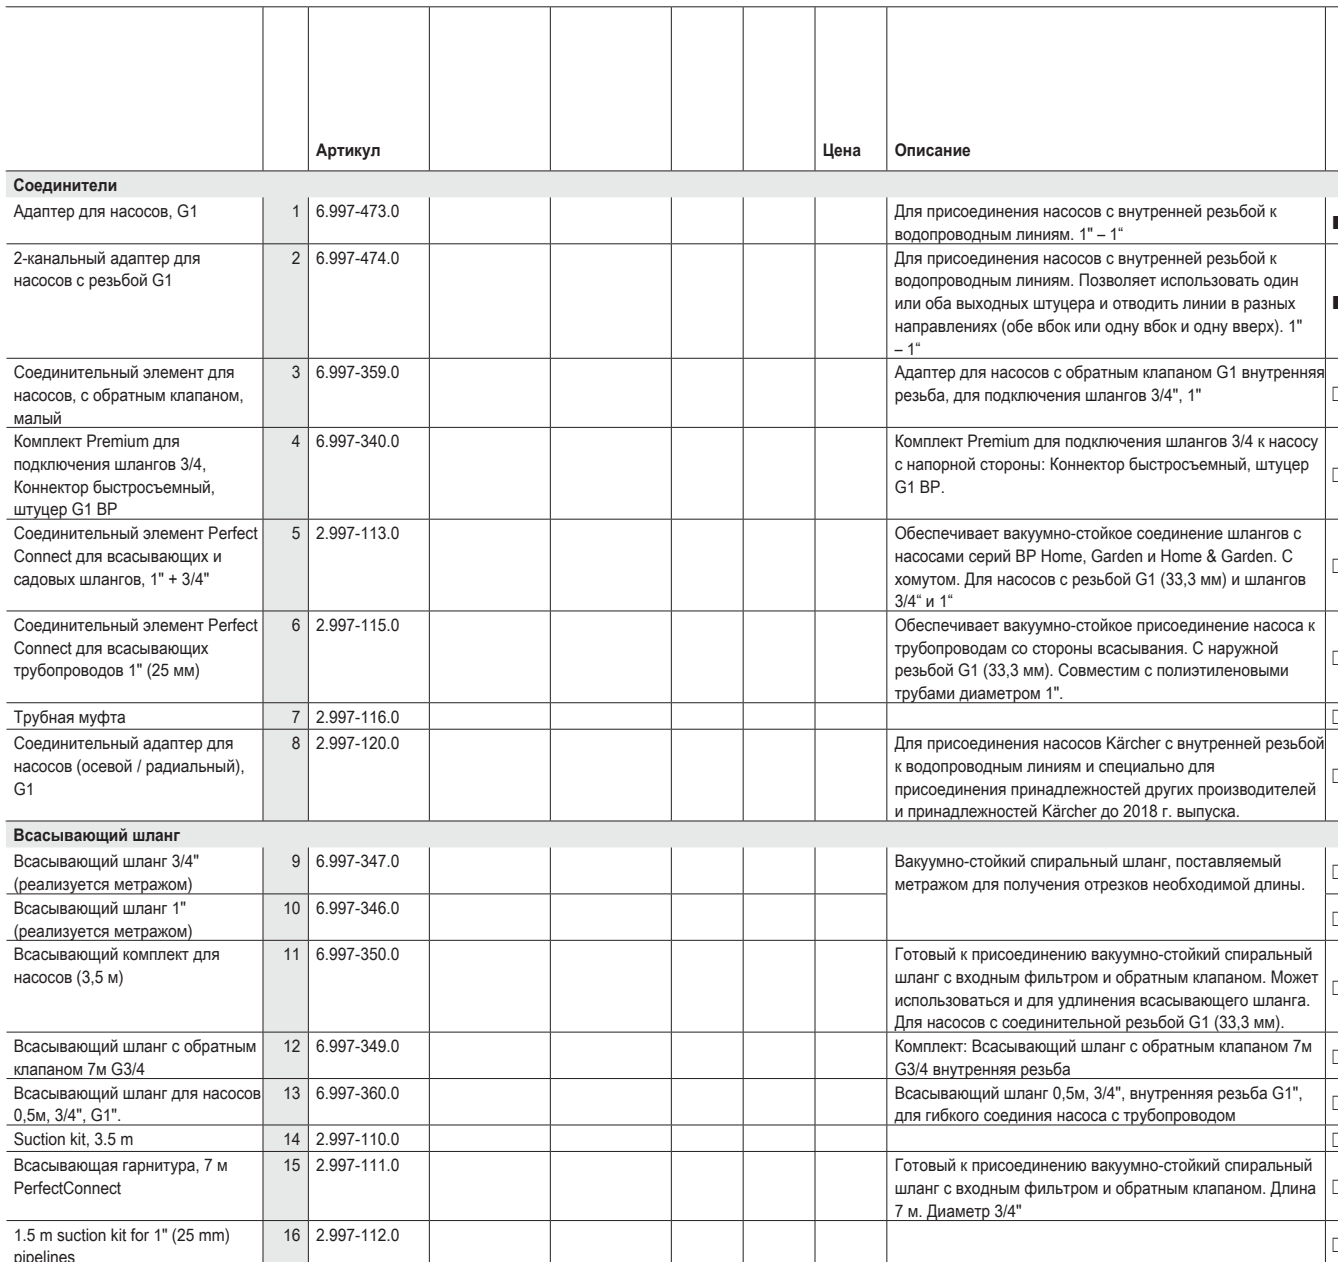 Артикул Цена Описание
Соединители
Адаптер для насосов, G1 1 6.997-473.0 Для присоединения насосов с внутренней резьбой к
водопроводным линиям. 1" – 1“
2-канальный адаптер для 2 6.997-474.0 Для присоединения насосов с внутренней резьбой к
насосов с резьбой G1 водопроводным линиям. Позволяет использовать один
или оба выходных штуцера и отводить линии в разных
направлениях (обе вбок или одну вбок и одну вверх). 1"
– 1“
Соединительный элемент для 3 6.997-359.0 Адаптер для насосов с обратным клапаном G1 внутренняя
насосов, с обратным клапаном, резьба, для подключения шлангов 3/4", 1"
малый
Комплект Premium для 4 6.997-340.0 Комплект Premium для подключения шлангов 3/4 к насосу
подключения шлангов 3/4, с напорной стороны: Коннектор быстросъемный, штуцер
Коннектор быстросъемный, G1 ВР.
штуцер G1 ВР
Соединительный элемент Perfect 5 2.997-113.0 Обеспечивает вакуумно-стойкое соединение шлангов с
Connect для всасывающих и насосами серий BP Home, Garden и Home & Garden. С
садовых шлангов, 1" + 3/4" хомутом. Для насосов с резьбой G1 (33,3 мм) и шлангов
3/4“ и 1“
Соединительный элемент Perfect 6 2.997-115.0 Обеспечивает вакуумно-стойкое присоединение насоса к
Connect для всасывающих трубопроводам со стороны всасывания. С наружной
трубопроводов 1" (25 мм) резьбой G1 (33,3 мм). Совместим с полиэтиленовыми
трубами диаметром 1".
Трубная муфта 7 2.997-116.0
Соединительный адаптер для 8 2.997-120.0 Для присоединения насосов Kärcher с внутренней резьбой
насосов (осевой / радиальный), к водопроводным линиям и специально для
G1 присоединения принадлежностей других производителей
и принадлежностей Kärcher до 2018 г. выпуска.
Всасывающий шланг
Всасывающий шланг 3/4" 9 6.997-347.0 Вакуумно-стойкий спиральный шланг, поставляемый
(реализуется метражом) метражом для получения отрезков необходимой длины.
Всасывающий шланг 1" 10 6.997-346.0
(реализуется метражом)
Всасывающий комплект для 11 6.997-350.0 Готовый к присоединению вакуумно-стойкий спиральный
насосов (3,5 м) шланг с входным фильтром и обратным клапаном. Может
использоваться и для удлинения всасывающего шланга.
Для насосов с соединительной резьбой G1 (33,3 мм).
Всасывающий шланг с обратным 12 6.997-349.0 Комплект: Всасывающий шланг с обратным клапаном 7м
клапаном 7м G3/4 G3/4 внутренняя резьба
Всасывающий шланг для насосов 13 6.997-360.0 Всасывающий шланг 0,5м, 3/4", внутренняя резьба G1",
0,5м, 3/4", G1". для гибкого соединия насоса с трубопроводом
Suction kit, 3.5 m 14 2.997-110.0
Всасывающая гарнитура, 7 м 15 2.997-111.0 Готовый к присоединению вакуумно-стойкий спиральный
PerfectConnect шланг с входным фильтром и обратным клапаном. Длина
7 м. Диаметр 3/4"
1.5 m suction kit for 1" (25 mm) 16 2.997-112.0
pipelines